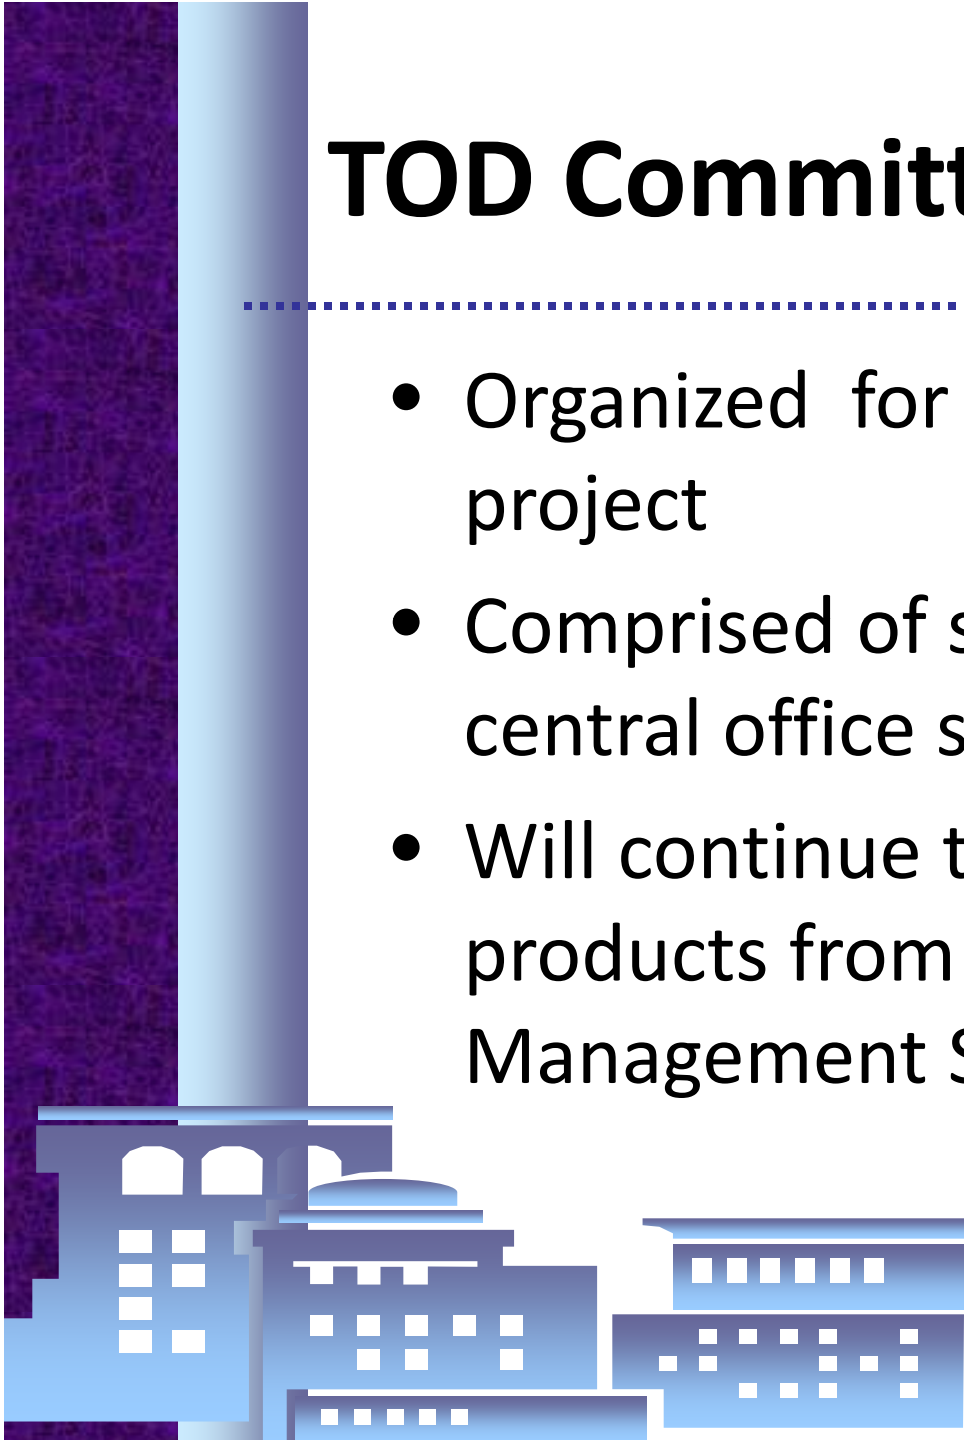 TOD Committ
• Organized  for
project
• Comprised of s
central office s
• Will continue t
products from
Management S